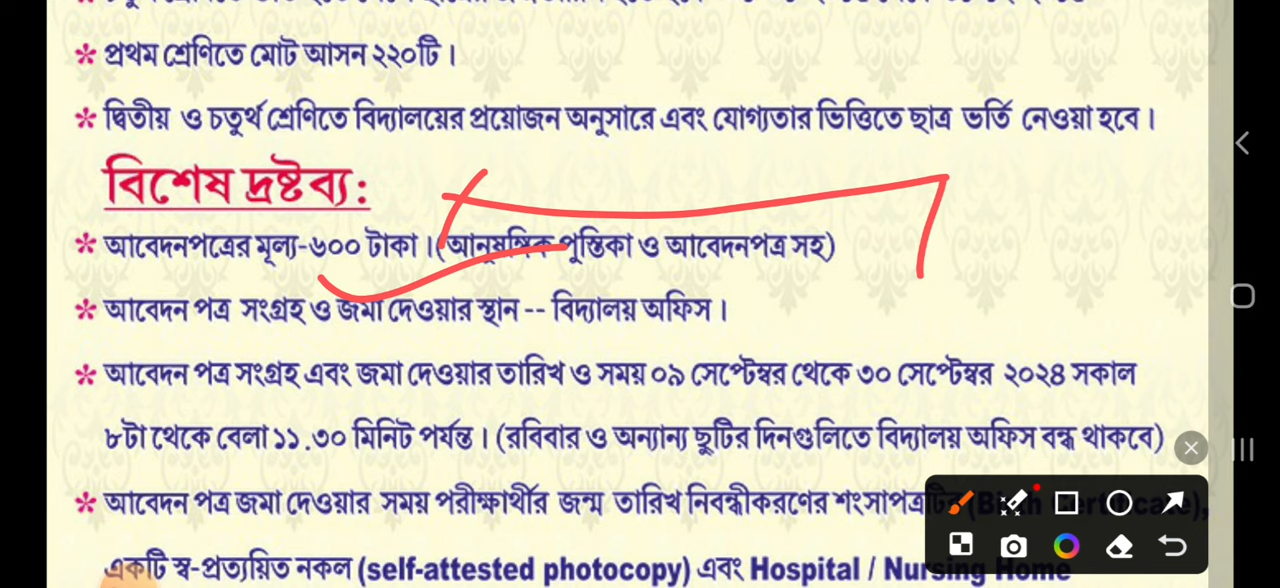 * প্রথম শ্রেণিতে মোট আসন ২২০টি।
* দ্বিতীয় ও চতুর্থ শ্রেণিতে বিদ্যালয়ের প্রয়োজন অনুসারে এবং যোগ্যতার ভিত্তিতে ছাত্র ভর্তি নেওয়া হবে।
বিশেষ দ্রষ্টব্য:
* আবেদনপত্রের মূল্য-৬০০ টাকা। (আনুষঙ্গিক পুস্তিকা ও আবেদনপত্র সহ)
* আবেদন পত্র সংগ্রহ ও জমা দেওয়ার স্থান -- বিদ্যালয় অফিস।
* আবেদন পত্র সংগ্রহ এবং জমা দেওয়ার তারিখ ও সময় ০৯ সেপ্টেম্বর থেকে ৩০ সেপ্টেম্বর ২০২৪ সকাল
৮টা থেকে বেলা ১১.৩০ মিনিট পর্যন্ত। (রবিবার ও অন্যান্য ছুটির দিনগুলিতে বিদ্যালয় অফিস বন্ধ থাকবে)
* আবেদন পত্র জমা দেওয়ার সময় পরীক্ষার্থীর জন্ম তারিখ নিবন্ধীকরণের শংসাপত্রটির (Birth Certificate),
একটি স্ব-প্রত্যয়িত নকল (self-attested photocopy) এবং Hospital / Nursing Home